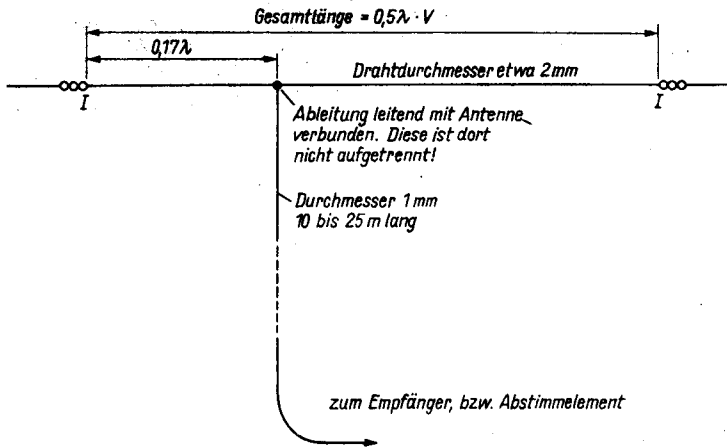 Gesamtlänge = 0,5λ · V
0,17λ
Drahtdurchmesser etwa 2mm
I
I
Ableitung leitend mit Antenne
verbunden. Diese ist dort
nicht aufgetrennt!
Durchmesser 1mm
10 bis 25m lang
zum Empfänger, bzw. Abstimmelement